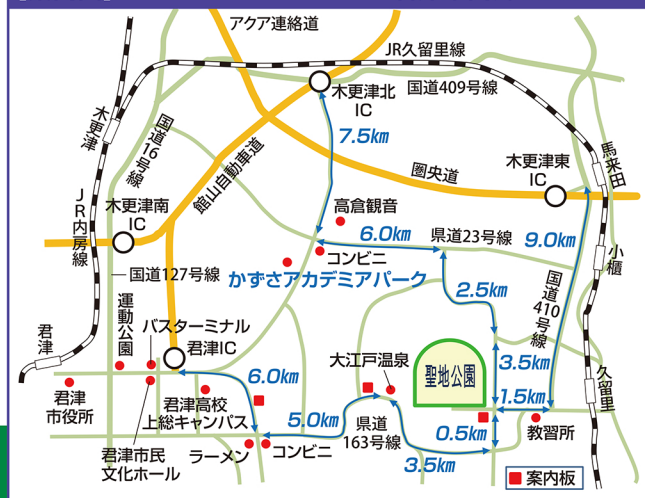 アクア連絡道
JR久留里線
木更津北
IC
国道409号線
木更津
国道16号線
7.5km
館山自動車道
圏央道
木更津東
IC
馬来田
JR内房線
木更津南
IC
高倉観音
6.0km
県道23号線
9.0km
コンビニ
小櫃
国道127号線
かずさアカデミアパーク
2.5km
国道410号線
運動公園
バスターミナル
君津
君津IC
大江戸温泉
聖地公園
3.5km
久留里
6.0km
1.5km
君津
市役所
君津高校
上総キャンパス
5.0km
県道
163号線
0.5km
教習所
君津市民
文化ホール
ラーメン
コンビニ
3.5km
案内板